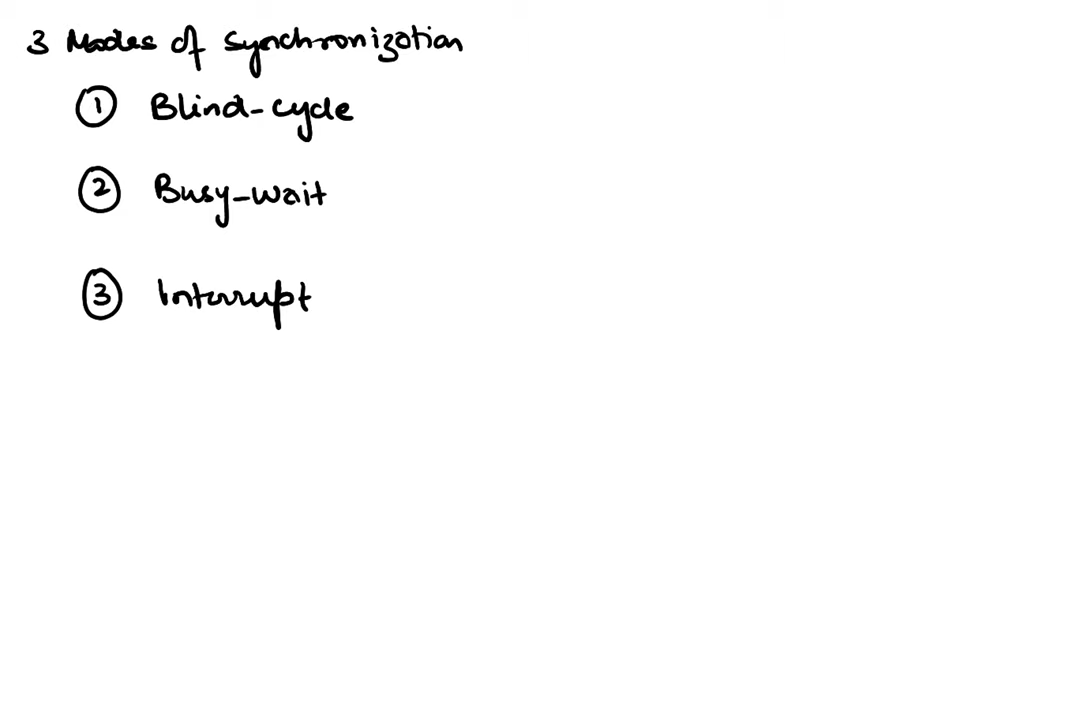 3 Modes of Synchronization
① Blind-cycle
② Busy-wait
③ Interrupt